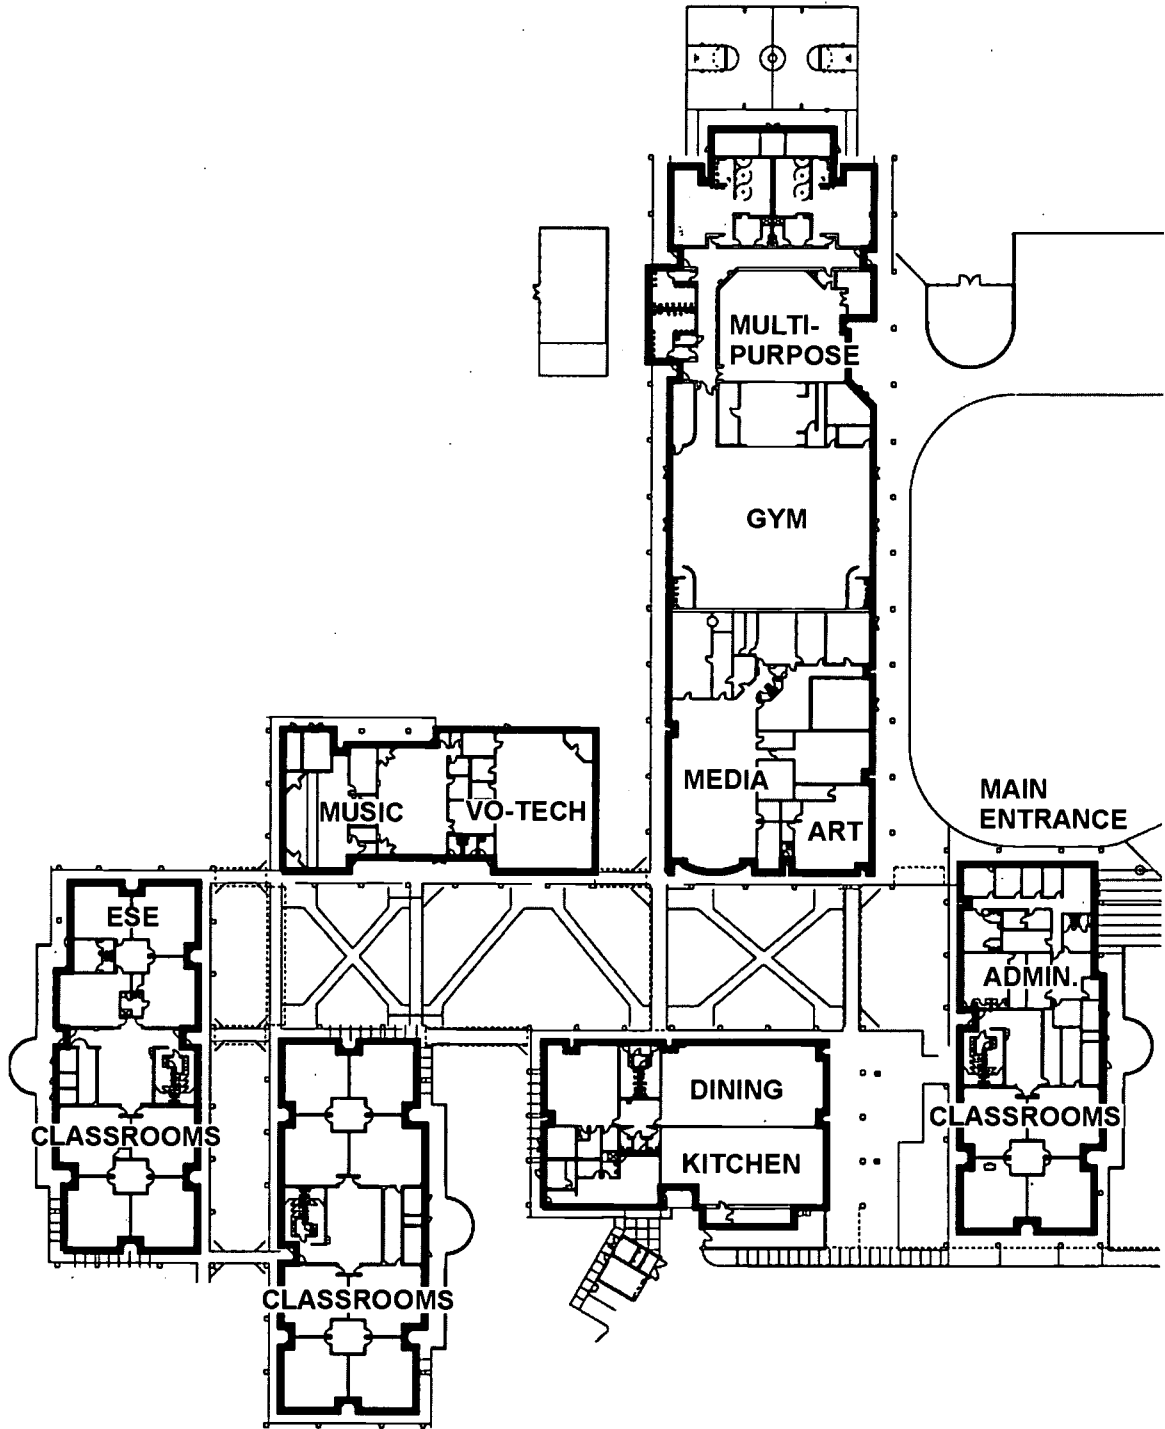 MULTI-
PURPOSE
GYM
MEDIA
ART
MAIN
ENTRANCE
MUSIC
VO-TECH
ESE
ADMIN.
DINING
CLASSROOMS
CLASSROOMS
KITCHEN
CLASSROOMS